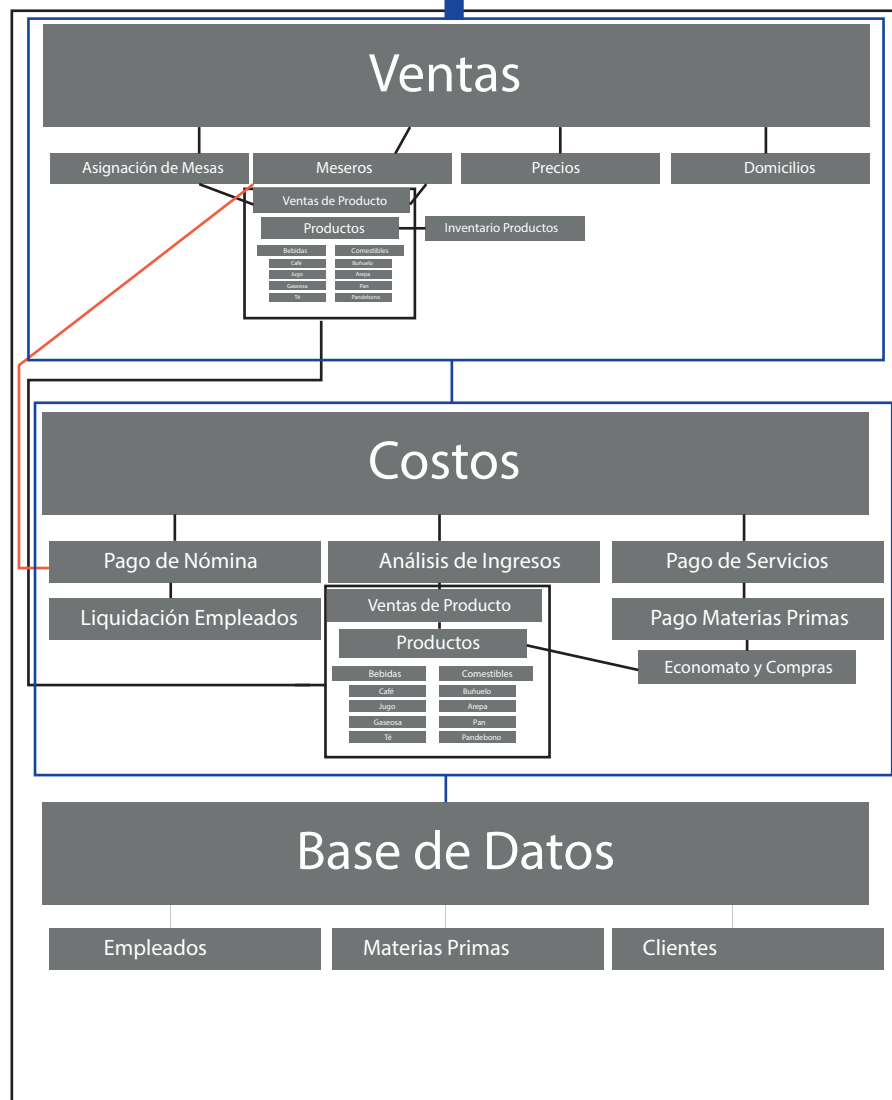 Ventas
Asignación de Mesas
Meseros
Precios
Domicilios
Ventas de Producto
Productos
Inventario Productos
Bebidas
Comestibles
Café
Buñuelo
Jugo
Arepa
Gaseosa
Pan
Té
Pandebono
Costos
Pago de Nómina
Análisis de Ingresos
Pago de Servicios
Liquidación Empleados
Ventas de Producto
Pago Materias Primas
Productos
Economato y Compras
Bebidas
Comestibles
Café
Buñuelo
Jugo
Arepa
Gaseosa
Pan
Té
Pandebono
Base de Datos
Empleados
Materias Primas
Clientes